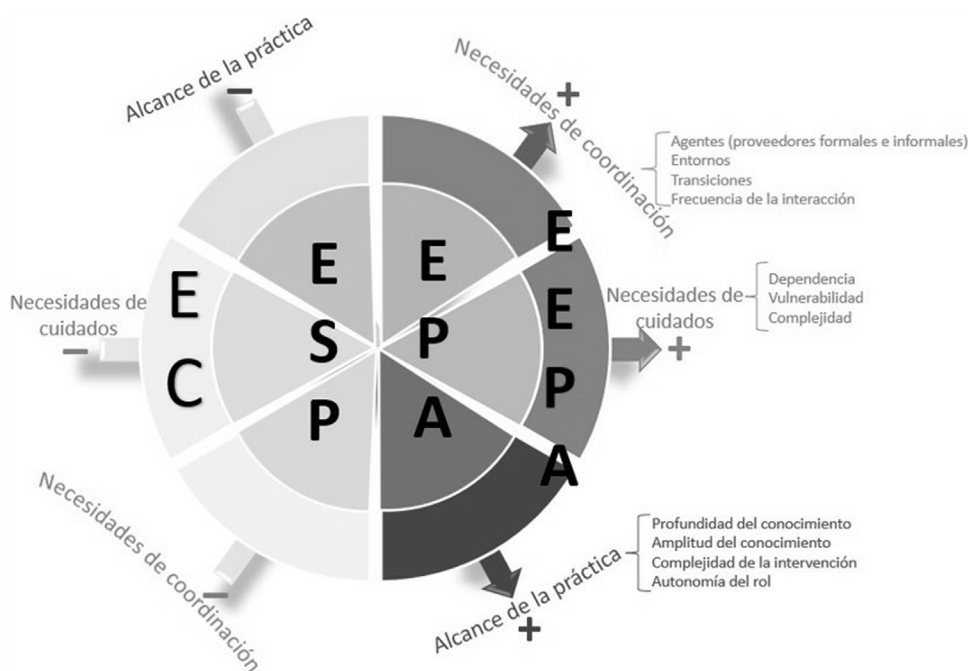 Alcance de la práctica
−
Necesidades de coordinación
+
Agentes (proveedores formales e informales)
Entornos
Transiciones
Frecuencia de la interacción
Necesidades de
cuidados
−
E
C
E
S
P
E
P
A
E
E
P
A
Necesidades de
cuidados
+
Dependencia
Vulnerabilidad
Complejidad
Necesidades de coordinación
−
Alcance de la práctica
+
Profundidad del conocimiento
Amplitud del conocimiento
Complejidad de la intervención
Autonomía del rol